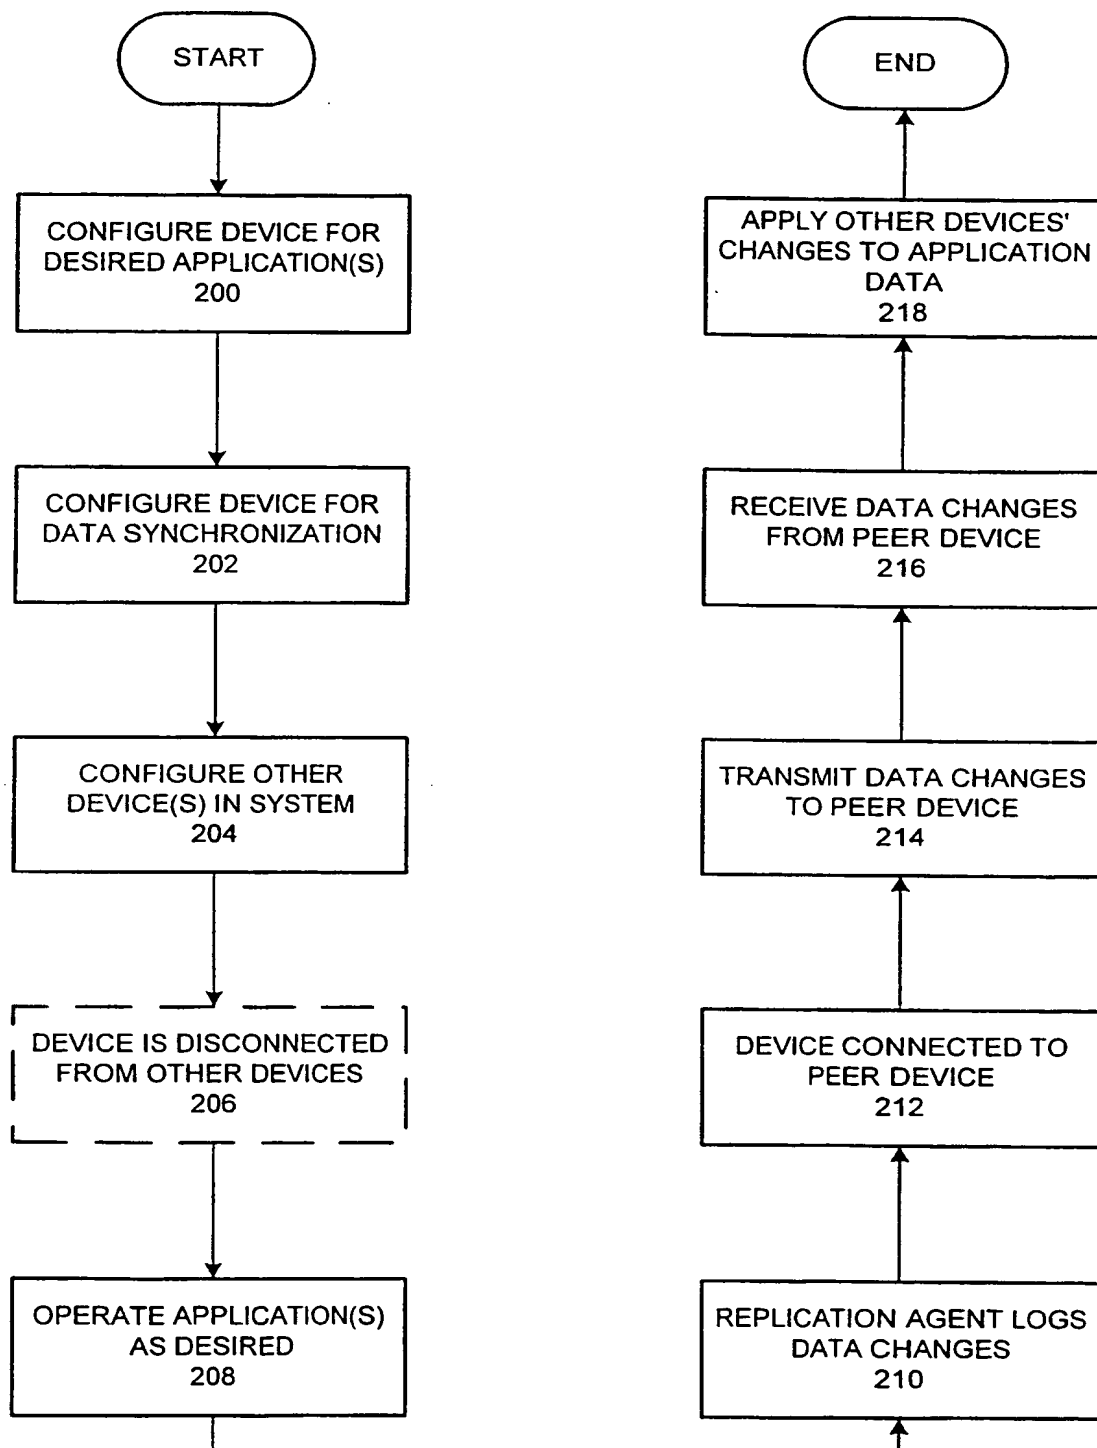 START
CONFIGURE DEVICE FOR
DESIRED APPLICATION(S)
200
CONFIGURE DEVICE FOR
DATA SYNCHRONIZATION
202
CONFIGURE OTHER
DEVICE(S) IN SYSTEM
204
DEVICE IS DISCONNECTED
FROM OTHER DEVICES
206
OPERATE APPLICATION(S)
AS DESIRED
208
END
APPLY OTHER DEVICES'
CHANGES TO APPLICATION
DATA
218
RECEIVE DATA CHANGES
FROM PEER DEVICE
216
TRANSMIT DATA CHANGES
TO PEER DEVICE
214
DEVICE CONNECTED TO
PEER DEVICE
212
REPLICATION AGENT LOGS
DATA CHANGES
210